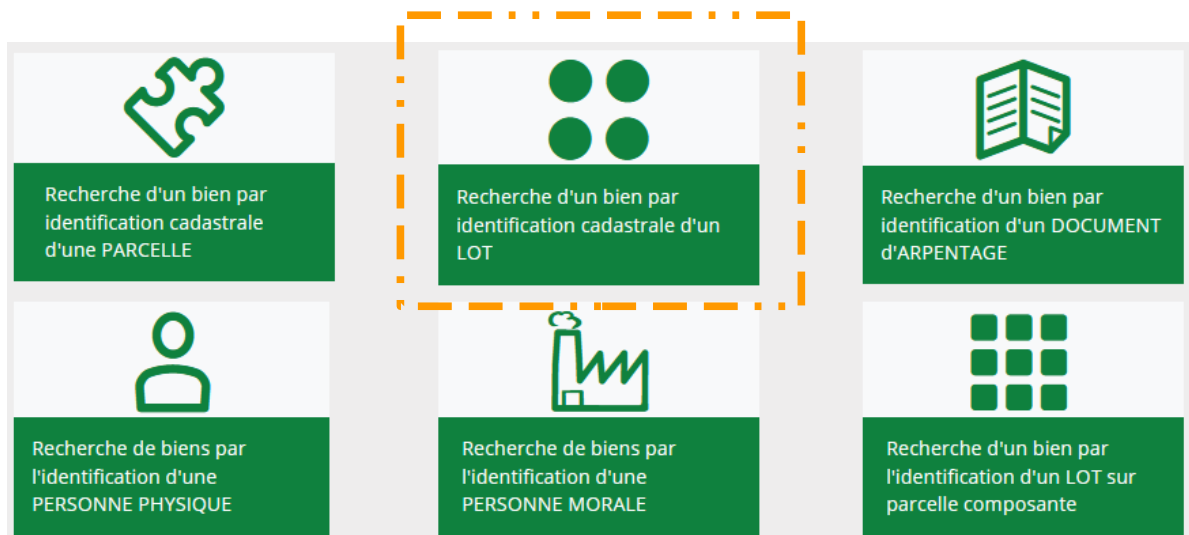 Recherche d'un bien par
identification cadastrale
d'une PARCELLE
Recherche d'un bien par
identification cadastrale d'un
LOT
Recherche d'un bien par
identification d'un DOCUMENT
d'ARPENTAGE
Recherche de biens par
l'identification d'une
PERSONNE PHYSIQUE
Recherche de biens par
l'identification d'une
PERSONNE MORALE
Recherche d'un bien par
l'identification d'un LOT sur
parcelle composante